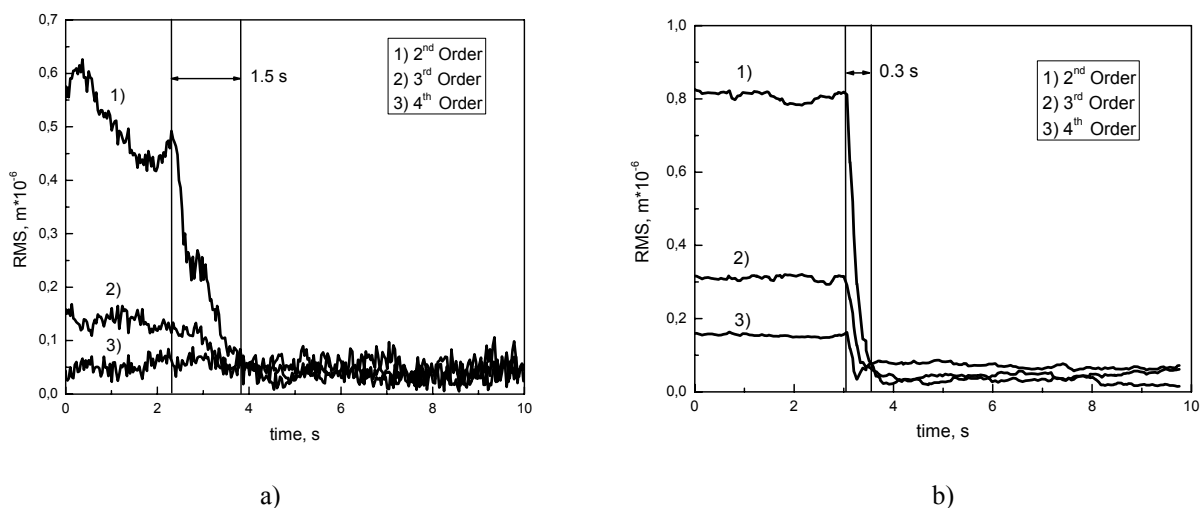 0,7
0,6
0,5
0,4
0,3
0,2
0,1
0,0
RMS, m*10⁻⁶
0 2 4 6 8 10
time, s
1)
2)
3)
1.5 s
1) 2ⁿᵈ Order
2) 3ʳᵈ Order
3) 4ᵗʰ Order
a)
1,0
0,8
0,6
0,4
0,2
0,0
RMS, m*10⁻⁶
0 2 4 6 8 10
time, s
1)
2)
3)
0.3 s
1) 2ⁿᵈ Order
2) 3ʳᵈ Order
3) 4ᵗʰ Order
b)